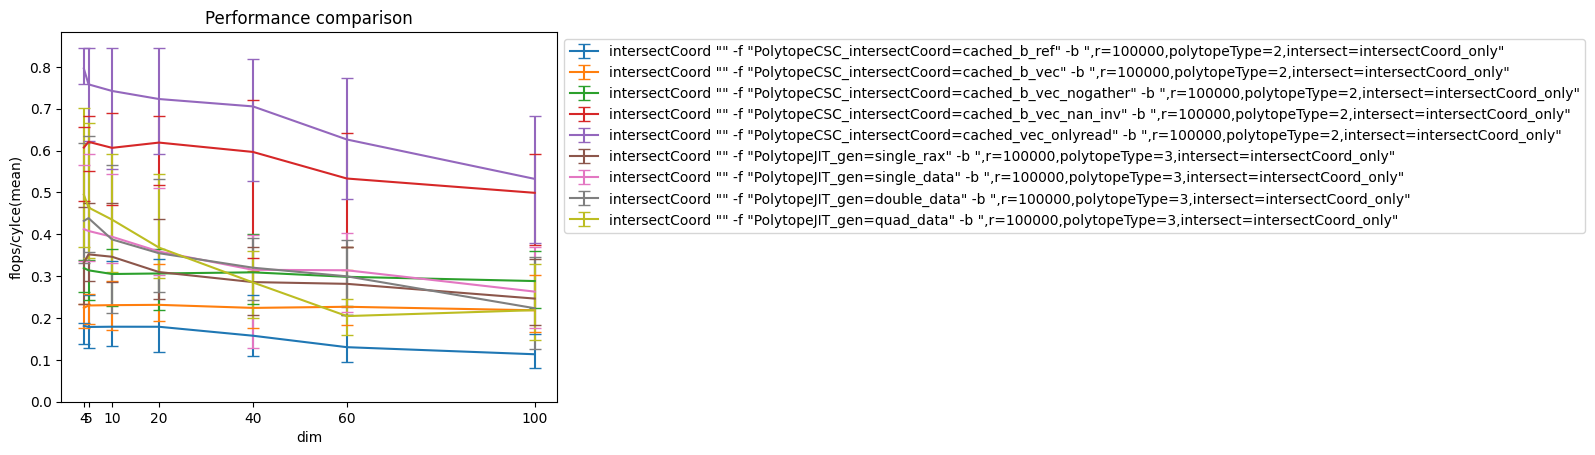 Performance comparison
flops/cylce(mean)
0.8
0.7
0.6
0.5
0.4
0.3
0.2
0.1
0.0
4 5 10 20 40 60 100
dim
intersectCoord "" -f "PolytopeCSC_intersectCoord=cached_b_ref" -b ",r=100000,polytopeType=2,intersect=intersectCoord_only"
intersectCoord "" -f "PolytopeCSC_intersectCoord=cached_b_vec" -b ",r=100000,polytopeType=2,intersect=intersectCoord_only"
intersectCoord "" -f "PolytopeCSC_intersectCoord=cached_b_vec_nogather" -b ",r=100000,polytopeType=2,intersect=intersectCoord_only"
intersectCoord "" -f "PolytopeCSC_intersectCoord=cached_b_vec_nan_inv" -b ",r=100000,polytopeType=2,intersect=intersectCoord_only"
intersectCoord "" -f "PolytopeCSC_intersectCoord=cached_vec_onlyread" -b ",r=100000,polytopeType=2,intersect=intersectCoord_only"
intersectCoord "" -f "PolytopeJIT_gen=single_rax" -b ",r=100000,polytopeType=3,intersect=intersectCoord_only"
intersectCoord "" -f "PolytopeJIT_gen=single_data" -b ",r=100000,polytopeType=3,intersect=intersectCoord_only"
intersectCoord "" -f "PolytopeJIT_gen=double_data" -b ",r=100000,polytopeType=3,intersect=intersectCoord_only"
intersectCoord "" -f "PolytopeJIT_gen=quad_data" -b ",r=100000,polytopeType=3,intersect=intersectCoord_only"